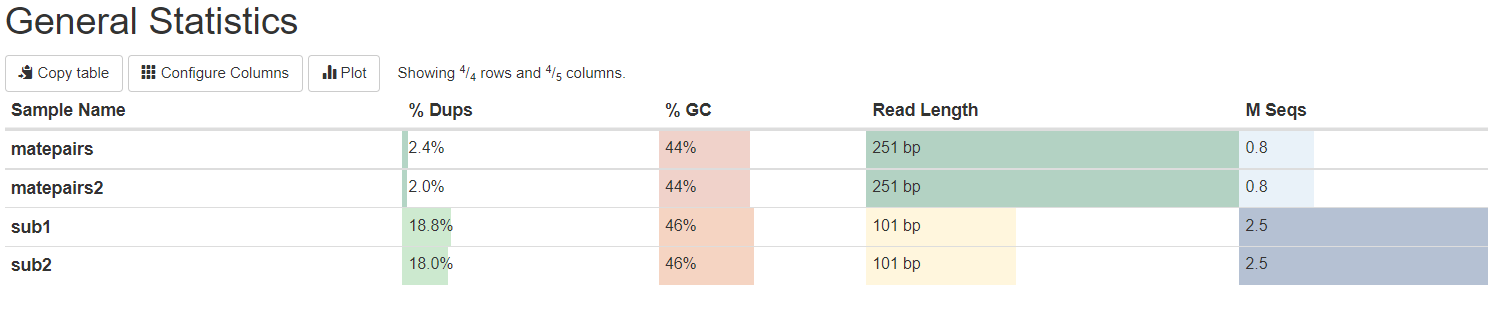 General Statistics
Copy table Configure Columns Plot Showing 4/4 rows and 4/5 columns.
Sample Name % Dups % GC Read Length M Seqs
matepairs 2.4% 44% 251 bp 0.8
matepairs2 2.0% 44% 251 bp 0.8
sub1 18.8% 46% 101 bp 2.5
sub2 18.0% 46% 101 bp 2.5